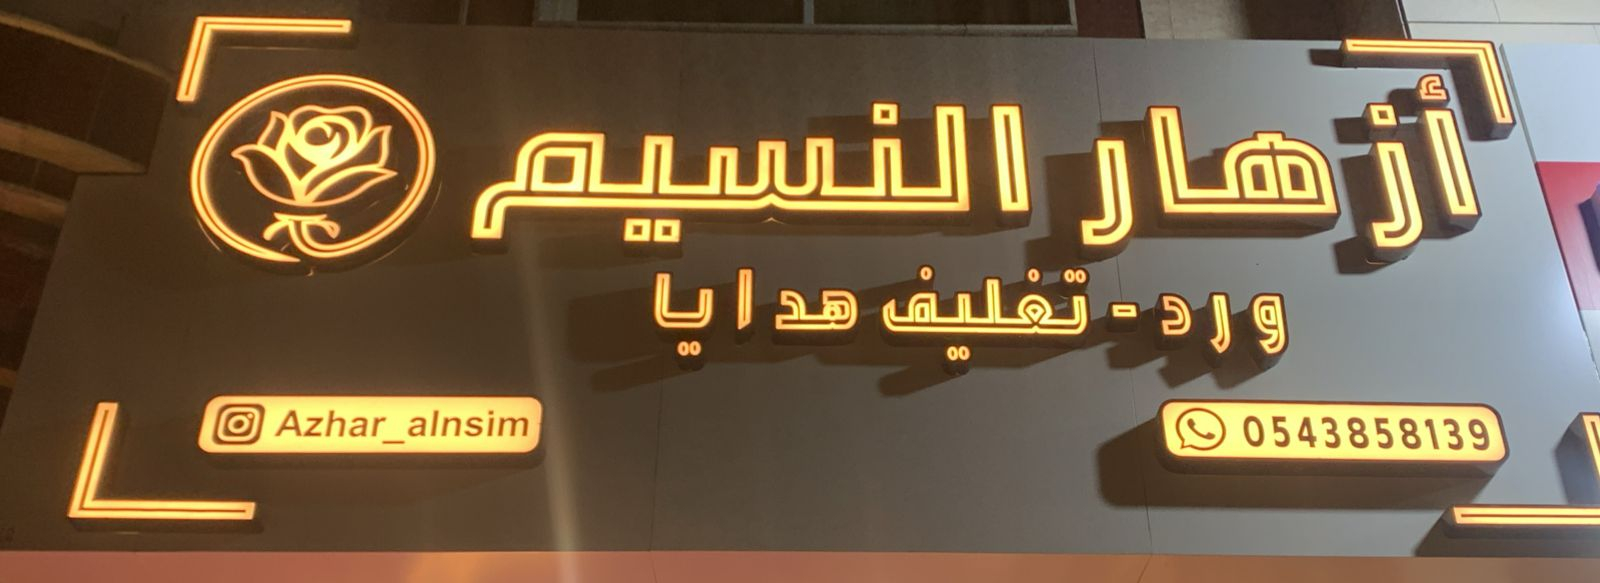 أزهار النسيم
ورد - تغليف هدايا
Azhar_alnsim
0543858139